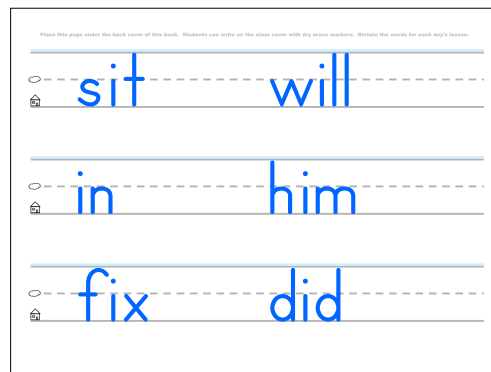 Place this page under the back cover of this book. Students can write on the clear cover with dry erase markers. Dictate the words for each day's lesson.
sit will
in him
fix did